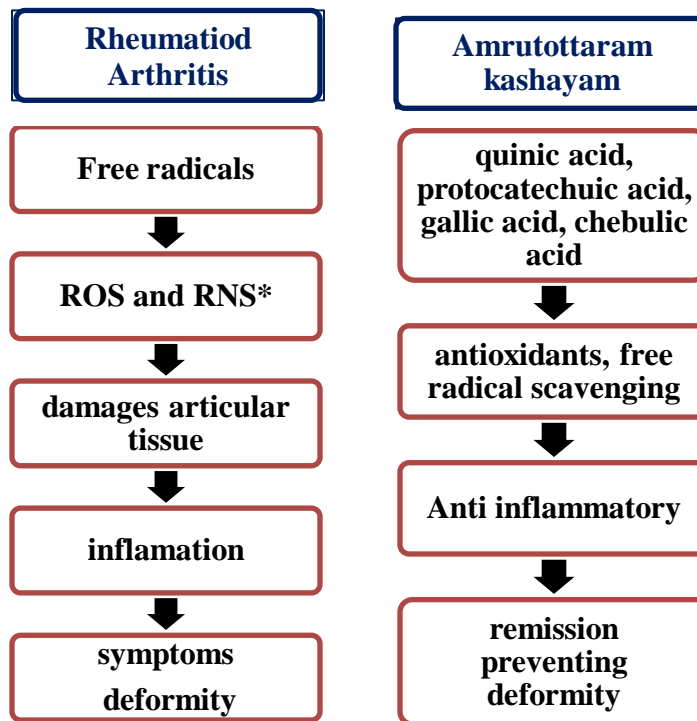 Rheumatiod
Arthritis
Free radicals
ROS and RNS*
damages articular
tissue
inflamation
symptoms
deformity
Amrutottaram
kashayam
quinic acid,
protocatechuic acid,
gallic acid, chebulic
acid
antioxidants, free
radical scavenging
Anti inflammatory
remission
preventing
deformity